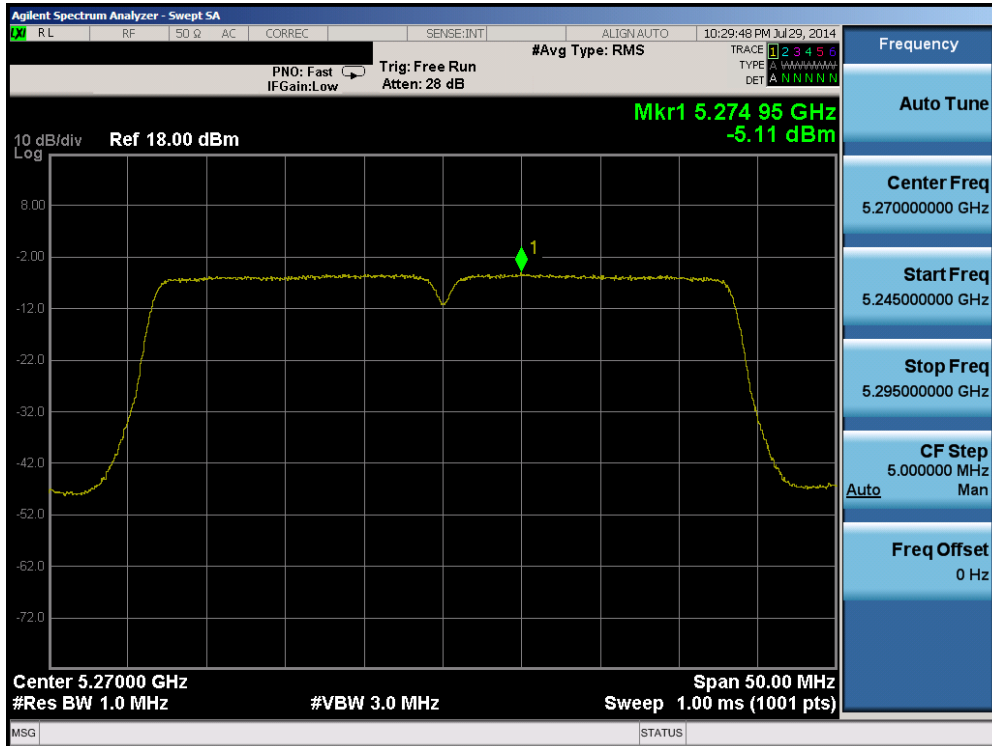 Agilent Spectrum Analyzer - Swept SA
LXI RL RF 50 Ω AC CORREC SENSE:INT ALIGN AUTO 10:29:48 PM Jul 29, 2014
#Avg Type: RMS TRACE 1 2 3 4 5 6
PNO: Fast Trig: Free Run TYPE A WWWWW
IFGain:Low Atten: 28 dB DET A N N N N N
Mkr1 5.274 95 GHz
10 dB/div Ref 18.00 dBm -5.11 dBm
Log
1
8.00
-2.00
-12.0
-22.0
-32.0
-42.0
-52.0
-62.0
-72.0
Center 5.27000 GHz Span 50.00 MHz
#Res BW 1.0 MHz #VBW 3.0 MHz Sweep 1.00 ms (1001 pts)
MSG STATUS
Frequency
Auto Tune
Center Freq
5.270000000 GHz
Start Freq
5.245000000 GHz
Stop Freq
5.295000000 GHz
CF Step
5.000000 MHz
Auto Man
Freq Offset
0 Hz